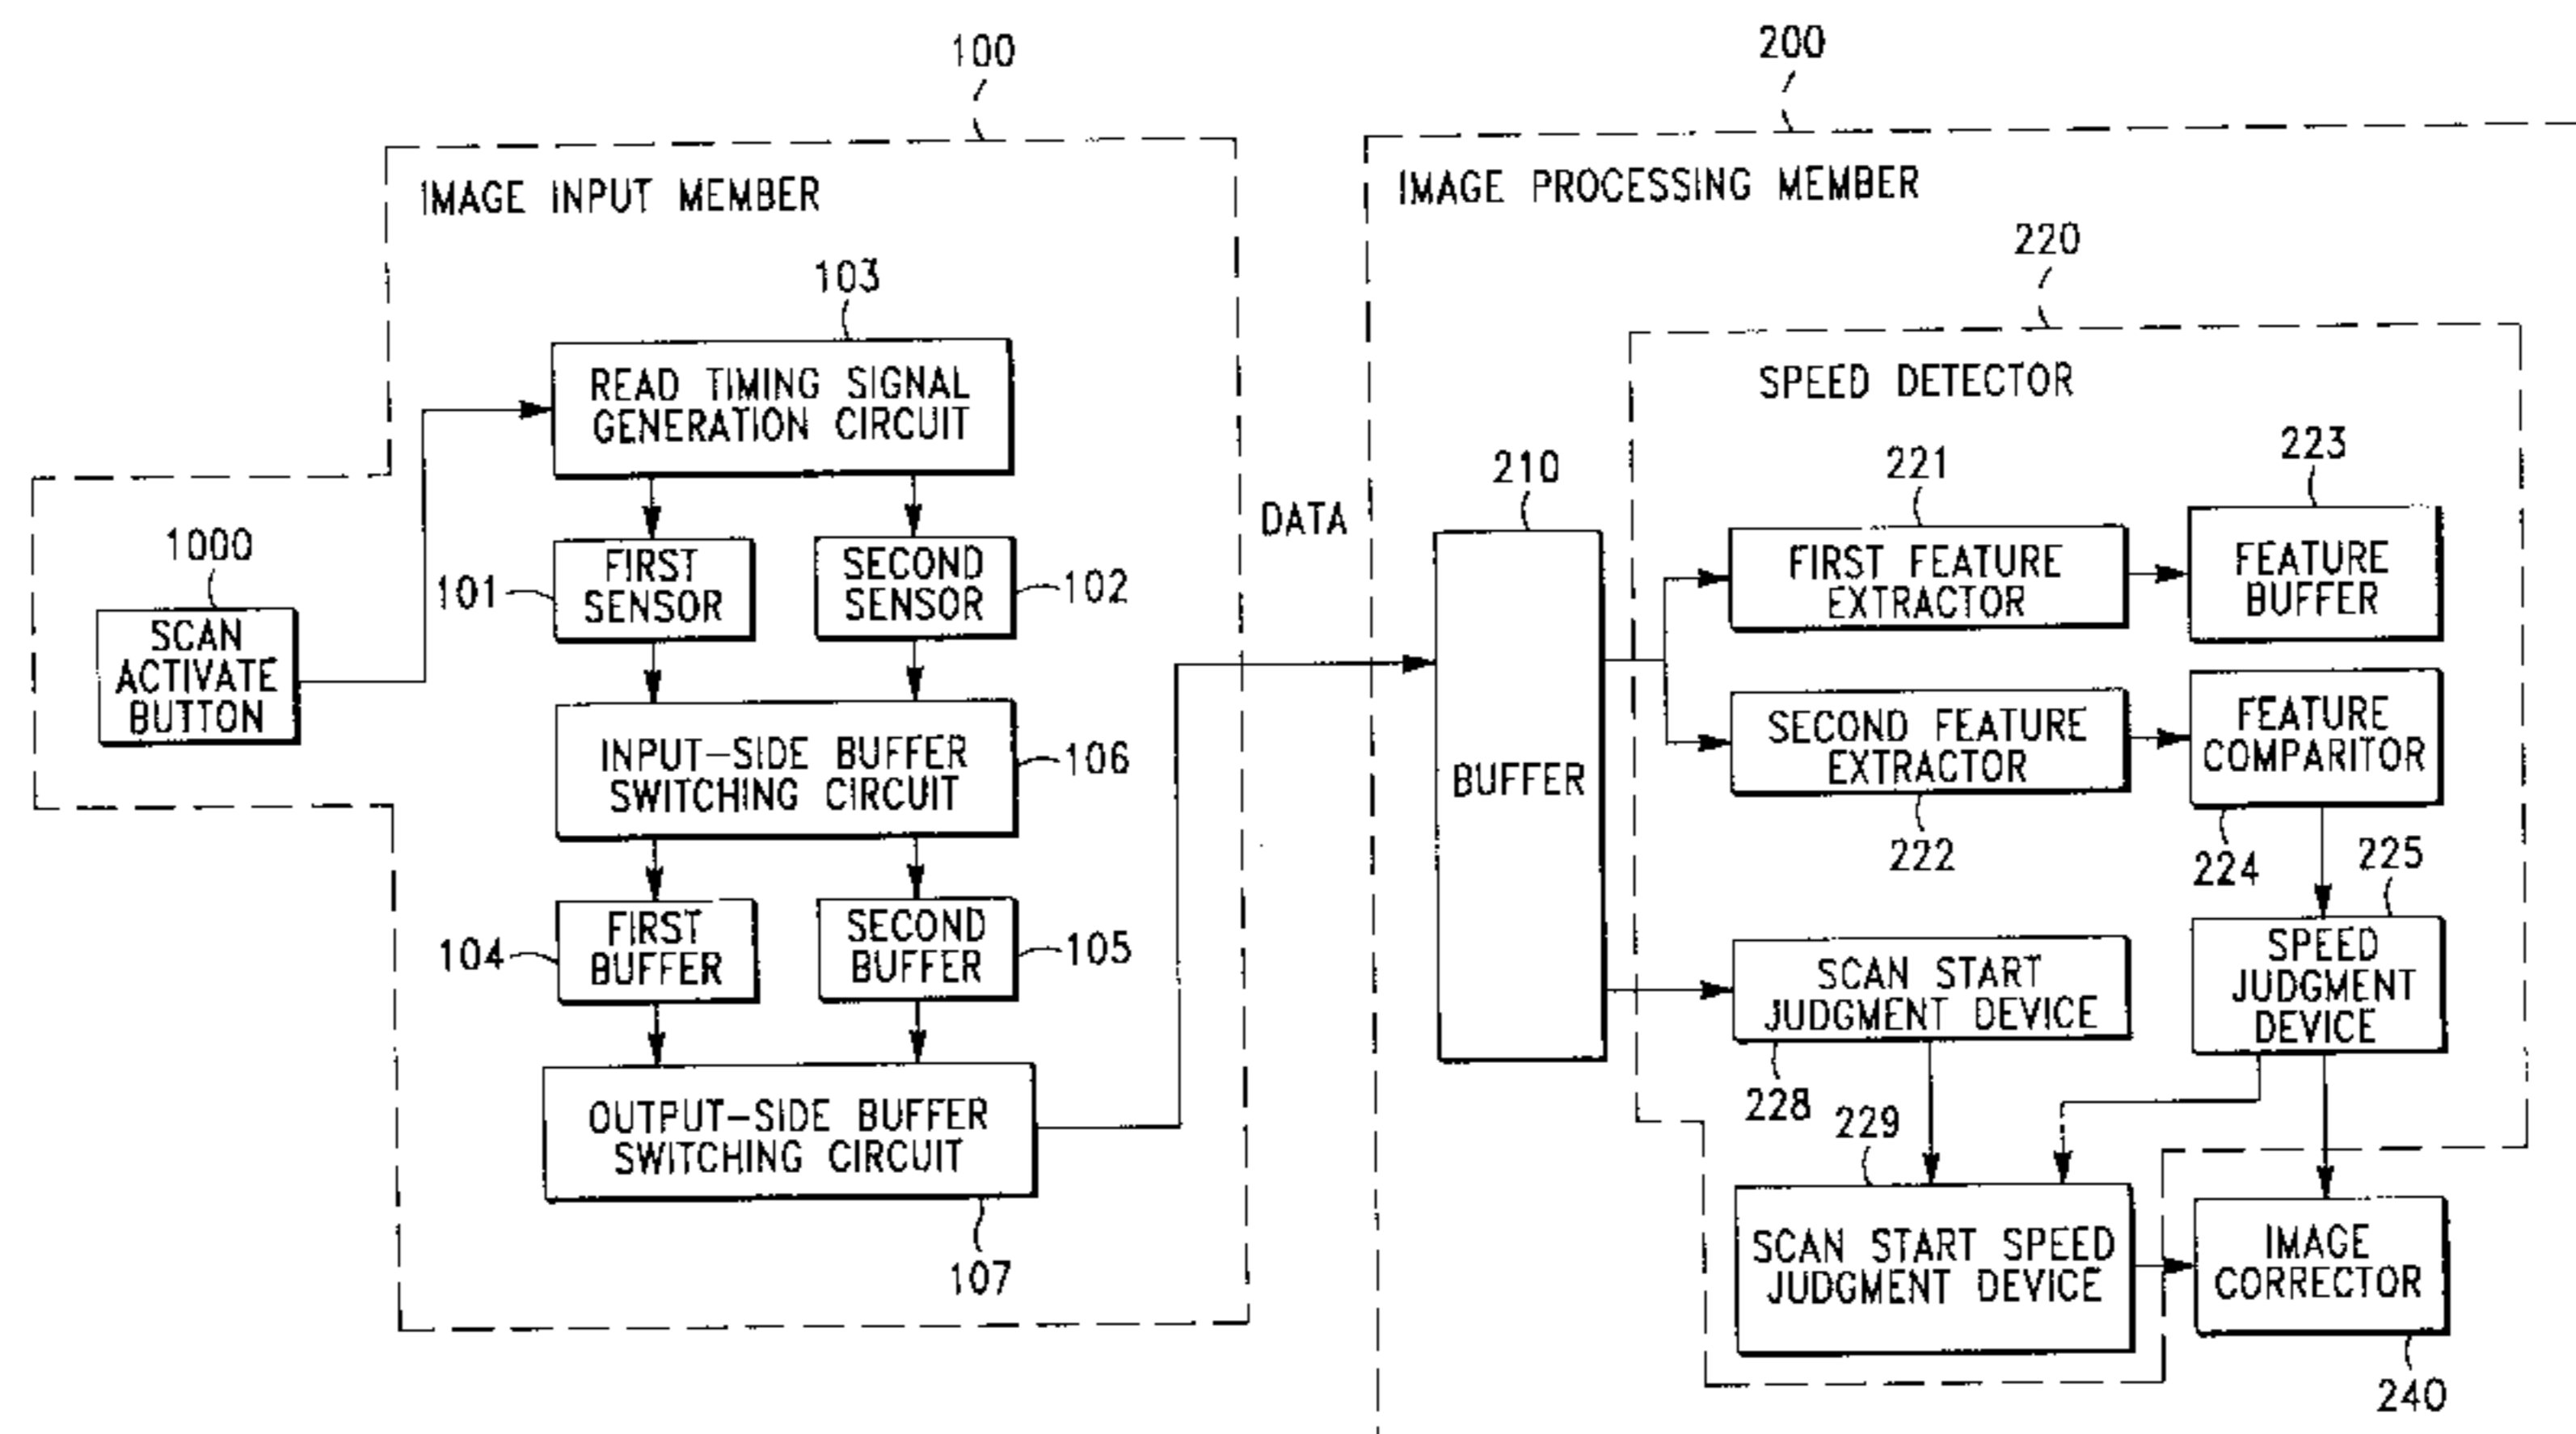 100
200
IMAGE INPUT MEMBER
IMAGE PROCESSING MEMBER
220
103
READ TIMING SIGNAL
GENERATION CIRCUIT
SPEED DETECTOR
1000
SCAN
ACTIVATE
BUTTON
101
FIRST
SENSOR
SECOND
SENSOR
102
DATA
210
BUFFER
221
FIRST FEATURE
EXTRACTOR
223
FEATURE
BUFFER
INPUT-SIDE BUFFER
SWITCHING CIRCUIT
106
SECOND FEATURE
EXTRACTOR
222
FEATURE
COMPARITOR
224
225
104
FIRST
BUFFER
SECOND
BUFFER
105
SCAN START
JUDGMENT DEVICE
228
SPEED
JUDGMENT
DEVICE
OUTPUT-SIDE BUFFER
SWITCHING CIRCUIT
107
229
SCAN START SPEED
JUDGMENT DEVICE
IMAGE
CORRECTOR
240